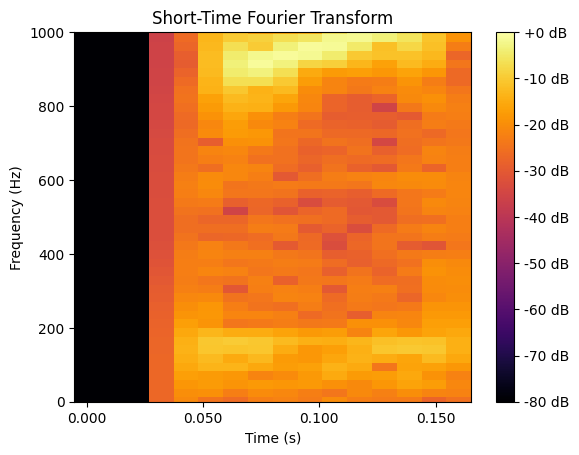 Short-Time Fourier Transform
1000
800
600
400
200
0
Frequency (Hz)
0.000
0.050
0.100
0.150
Time (s)
+0 dB
-10 dB
-20 dB
-30 dB
-40 dB
-50 dB
-60 dB
-70 dB
-80 dB